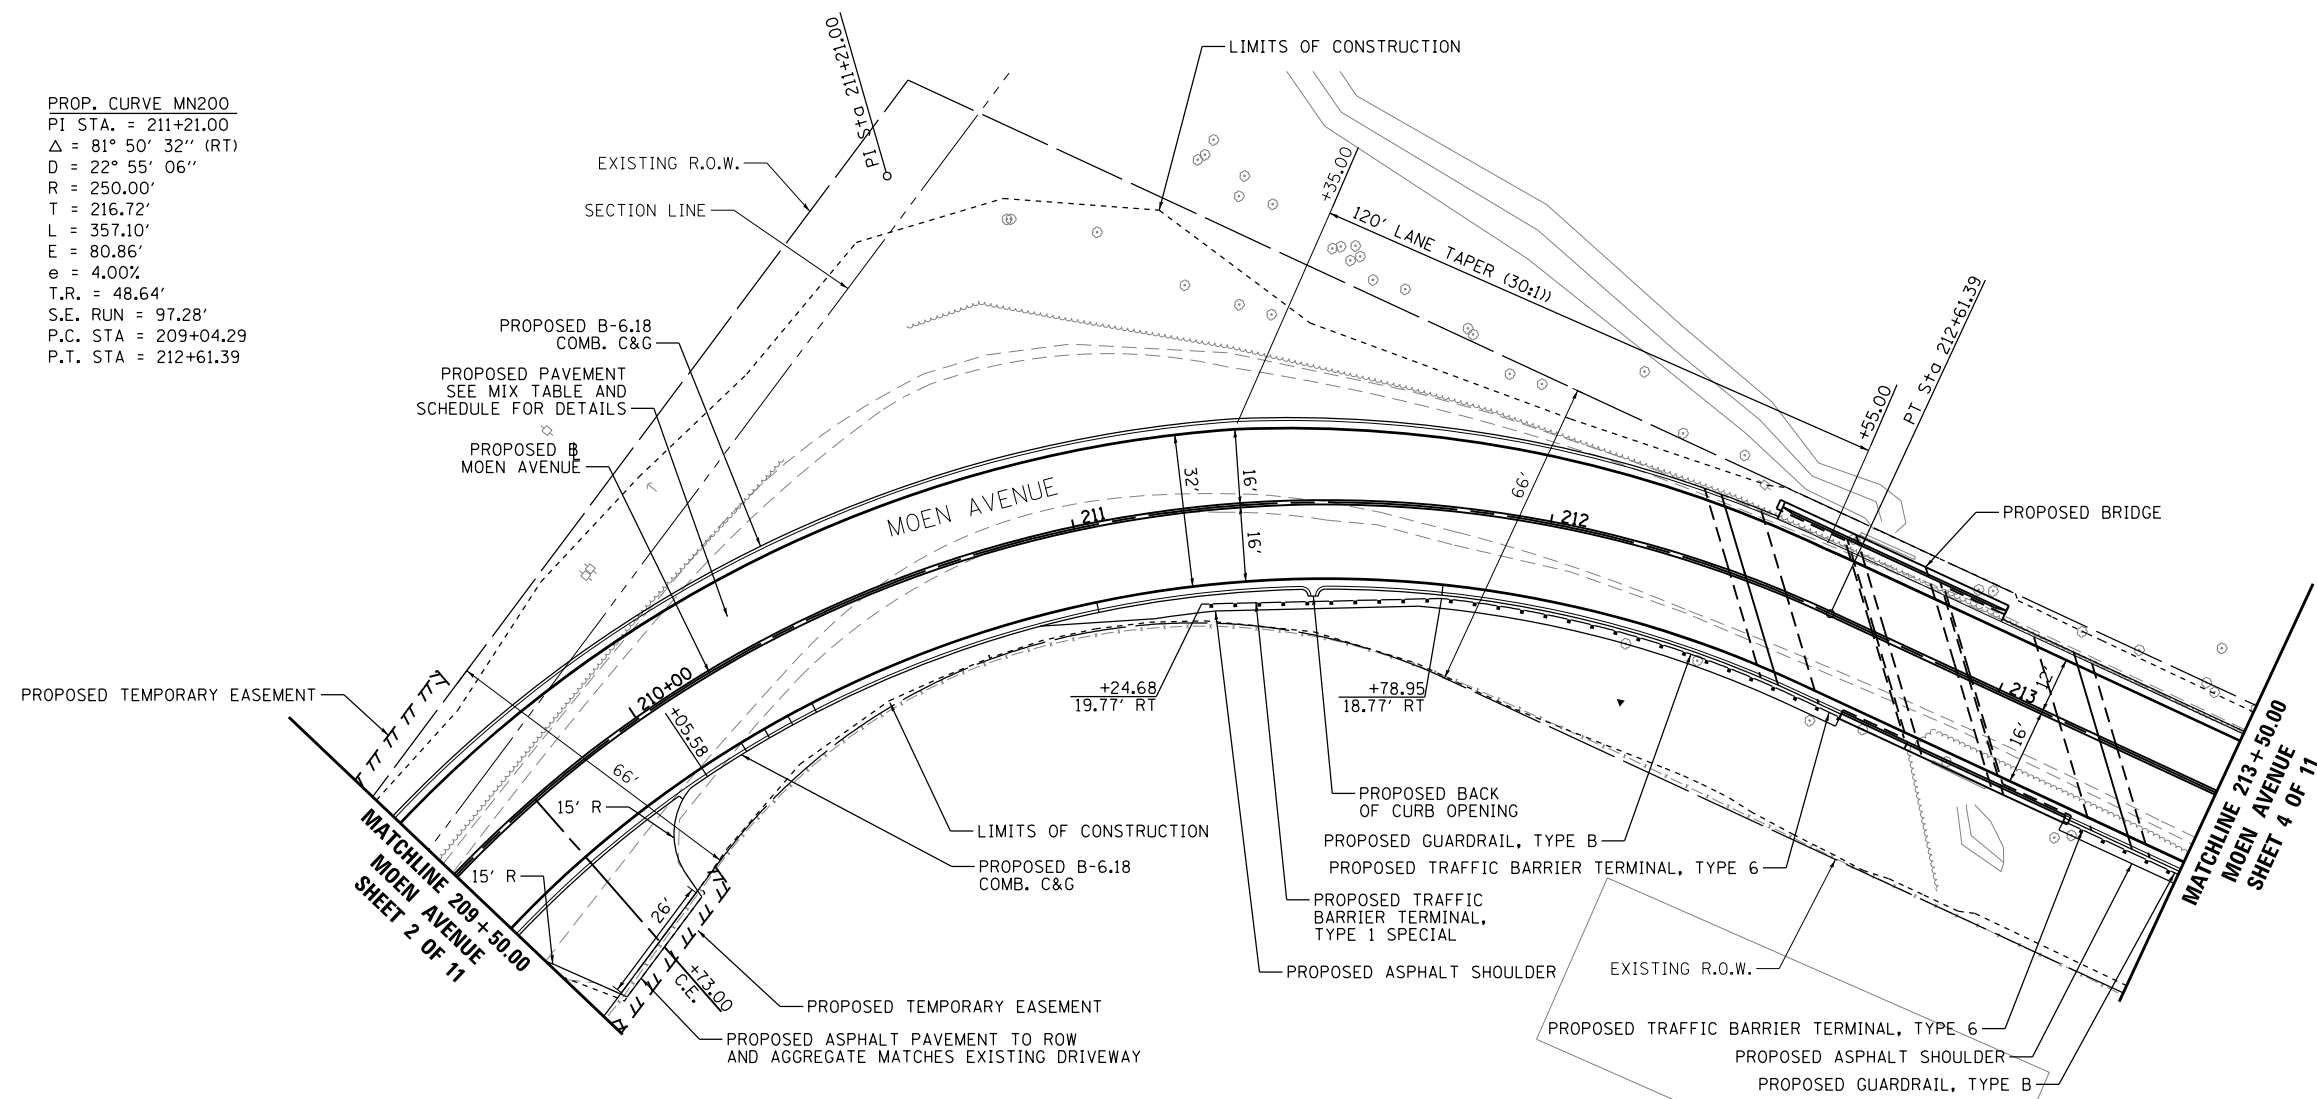 PROP. CURVE MN200
PI STA. = 211+21.00
Δ = 81° 50' 32'' (RT)
D = 22° 55' 06''
R = 250.00'
T = 216.72'
L = 357.10'
E = 80.86'
e = 4.00%
T.R. = 48.64'
S.E. RUN = 97.28'
P.C. STA = 209+04.29
P.T. STA = 212+61.39
PI Sta 211+21.00
LIMITS OF CONSTRUCTION
EXISTING R.O.W.
SECTION LINE
+35.00
120' LANE TAPER (30:1))
PROPOSED B-6.18
COMB. C&G
PROPOSED PAVEMENT
SEE MIX TABLE AND
SCHEDULE FOR DETAILS
PROPOSED ℄
MOEN AVENUE
+55.00
PT Sta 212+61.39
MOEN AVENUE
32'
16'
16'
66'
211
212
PROPOSED BRIDGE
210+00
+05.58
66'
PROPOSED TEMPORARY EASEMENT
+24.68
19.77' RT
+78.95
18.77' RT
12'
16'
213
MATCHLINE 213+50.00
MOEN AVENUE
SHEET 4 OF 11
MATCHLINE 209+50.00
MOEN AVENUE
SHEET 2 OF 11
15' R
15' R
26'
+73.00
C.E.
LIMITS OF CONSTRUCTION
PROPOSED B-6.18
COMB. C&G
PROPOSED BACK
OF CURB OPENING
PROPOSED GUARDRAIL, TYPE B
PROPOSED TRAFFIC BARRIER TERMINAL, TYPE 6
PROPOSED TRAFFIC
BARRIER TERMINAL,
TYPE 1 SPECIAL
PROPOSED ASPHALT SHOULDER
EXISTING R.O.W.
PROPOSED TEMPORARY EASEMENT
PROPOSED ASPHALT PAVEMENT TO ROW
AND AGGREGATE MATCHES EXISTING DRIVEWAY
PROPOSED TRAFFIC BARRIER TERMINAL, TYPE 6
PROPOSED ASPHALT SHOULDER
PROPOSED GUARDRAIL, TYPE B